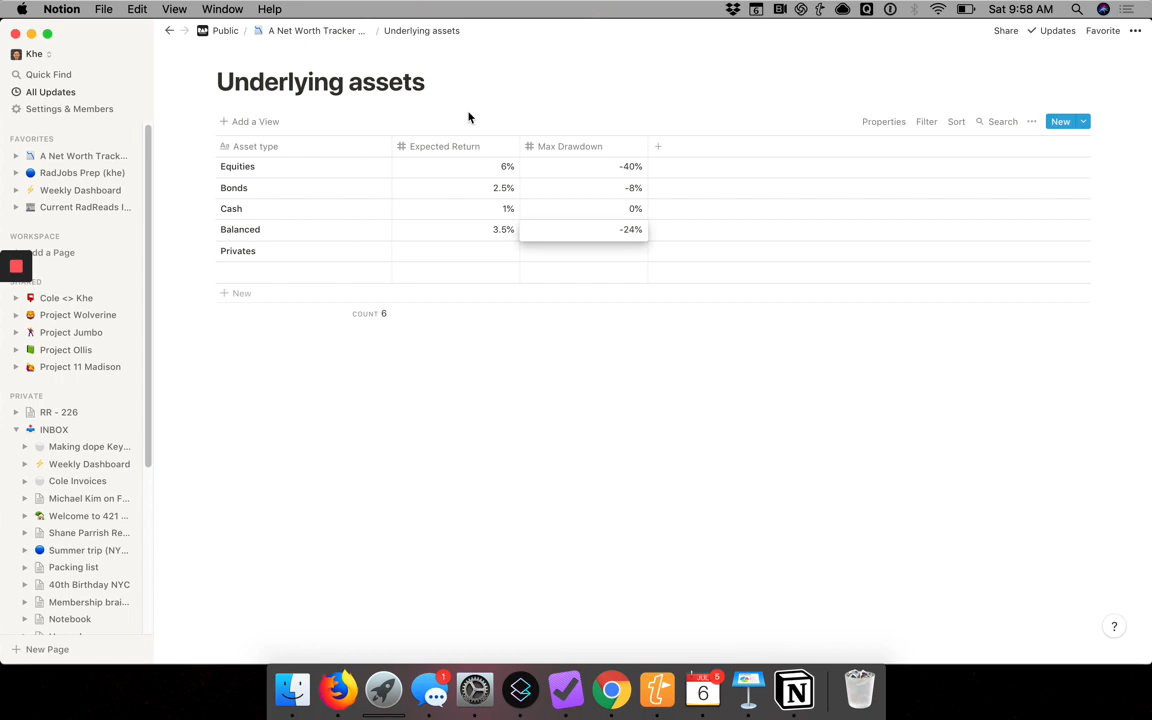 Notion File Edit View Window Help
6 Sat 9:58 AM
Public / A Net Worth Tracker ... / Underlying assets
Share Updates Favorite
Khe
Quick Find
All Updates
Settings & Members
FAVORITES
A Net Worth Track...
RadJobs Prep (khe)
Weekly Dashboard
Current RadReads I...
WORKSPACE
dd a Page
Cole <> Khe
Project Wolverine
Project Jumbo
Project Ollis
Project 11 Madison
PRIVATE
RR - 226
INBOX
Making dope Key...
Weekly Dashboard
Cole Invoices
Michael Kim on F...
Welcome to 421 ...
Shane Parrish Re...
Summer trip (NY...
Packing list
40th Birthday NYC
Membership brai...
Notebook
+ New Page
Underlying assets
+ Add a View
Properties Filter Sort Search ... New
Asset type # Expected Return # Max Drawdown +
Equities 6% -40%
Bonds 2.5% -8%
Cash 1% 0%
Balanced 3.5% -24%
Privates
+ New
COUNT 6
?
1
JUL 5
6